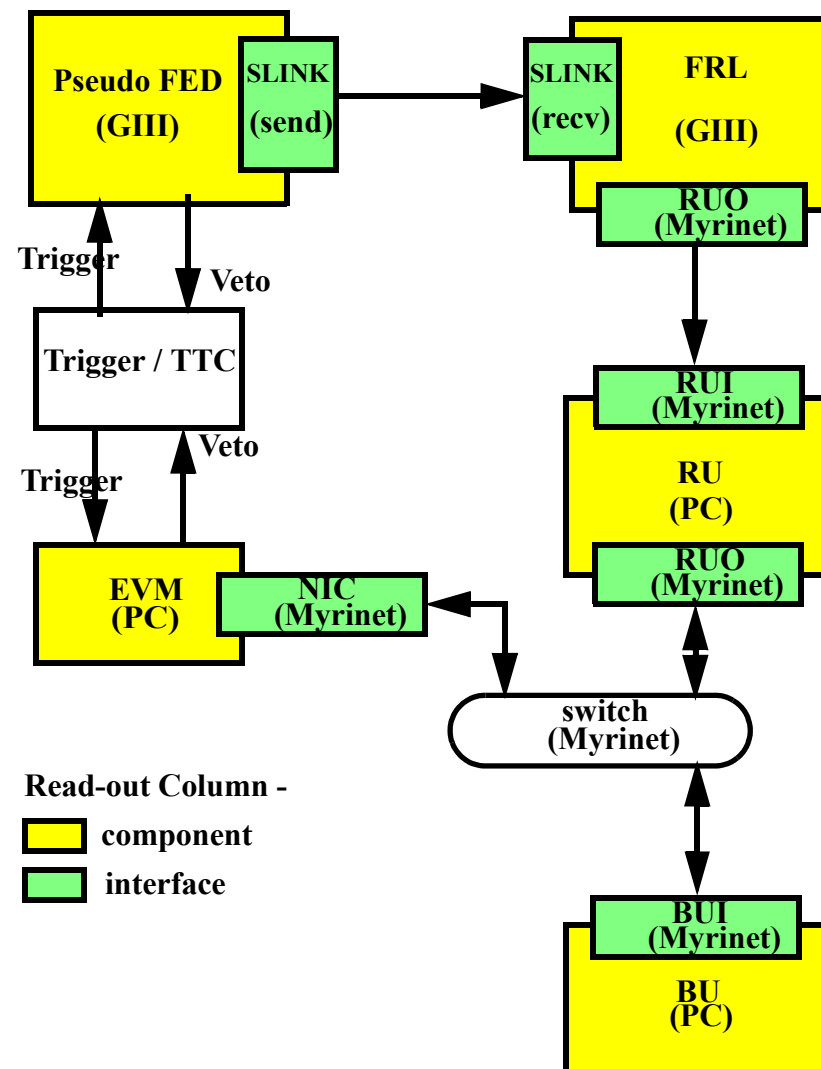 Pseudo FED
(GIII)
SLINK
(send)
SLINK
(recv)
FRL
(GIII)
RUO
(Myrinet)
Trigger
Veto
Trigger / TTC
RUI
(Myrinet)
RU
(PC)
Veto
Trigger
EVM
(PC)
NIC
(Myrinet)
RUO
(Myrinet)
switch
(Myrinet)
Read-out Column -
component
interface
BUI
(Myrinet)
BU
(PC)